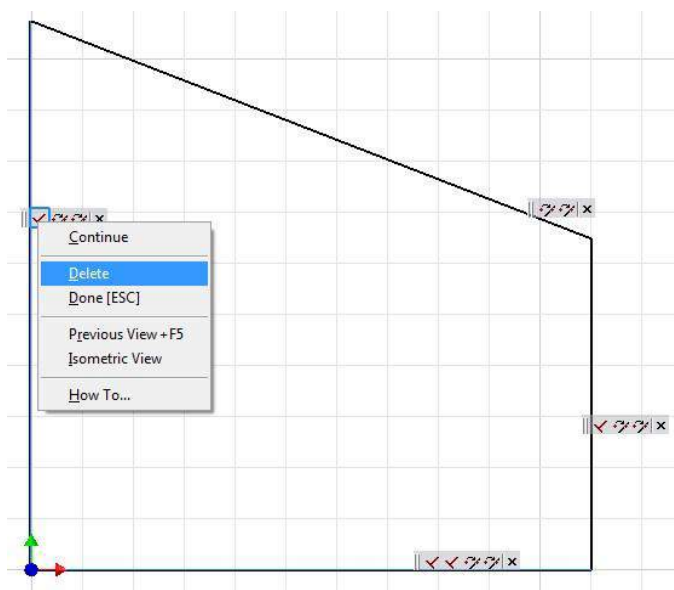 Continue
Delete
Done [ESC]
Previous View +F5
Isometric View
How To...